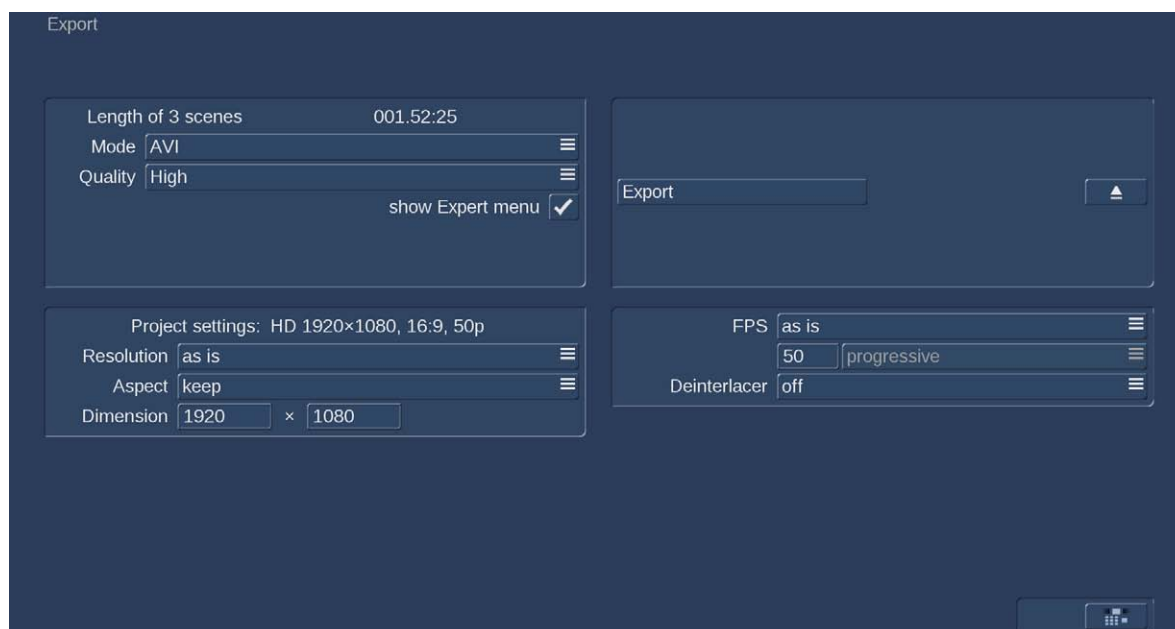 Export
Length of 3 scenes 001.52:25
Mode AVI
Quality High
show Expert menu
Export
Project settings: HD 1920×1080, 16:9, 50p
Resolution as is
Aspect keep
Dimension 1920 × 1080
FPS as is
50 progressive
Deinterlacer off